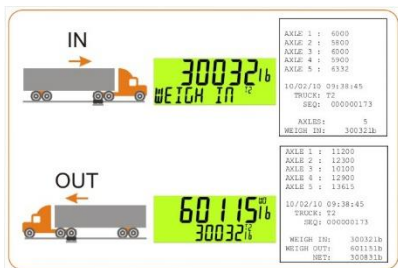 IN
30032lb
WEIGH IN T2
AXLE 1 : 6000
AXLE 2 : 5800
AXLE 3 : 6000
AXLE 4 : 5900
AXLE 5 : 6332
10/02/10 09:38:45
TRUCK: T2
SEQ: 000000173
AXLES: 5
WEIGH IN: 30032lb
OUT
60115lb
30032lb
AXLE 1 : 11200
AXLE 2 : 12300
AXLE 3 : 10100
AXLE 4 : 12900
AXLE 5 : 13615
10/02/10 09:38:45
TRUCK: T2
SEQ: 000000173
WEIGH IN: 30032lb
WEIGH OUT: 60115lb
NET: 30083lb